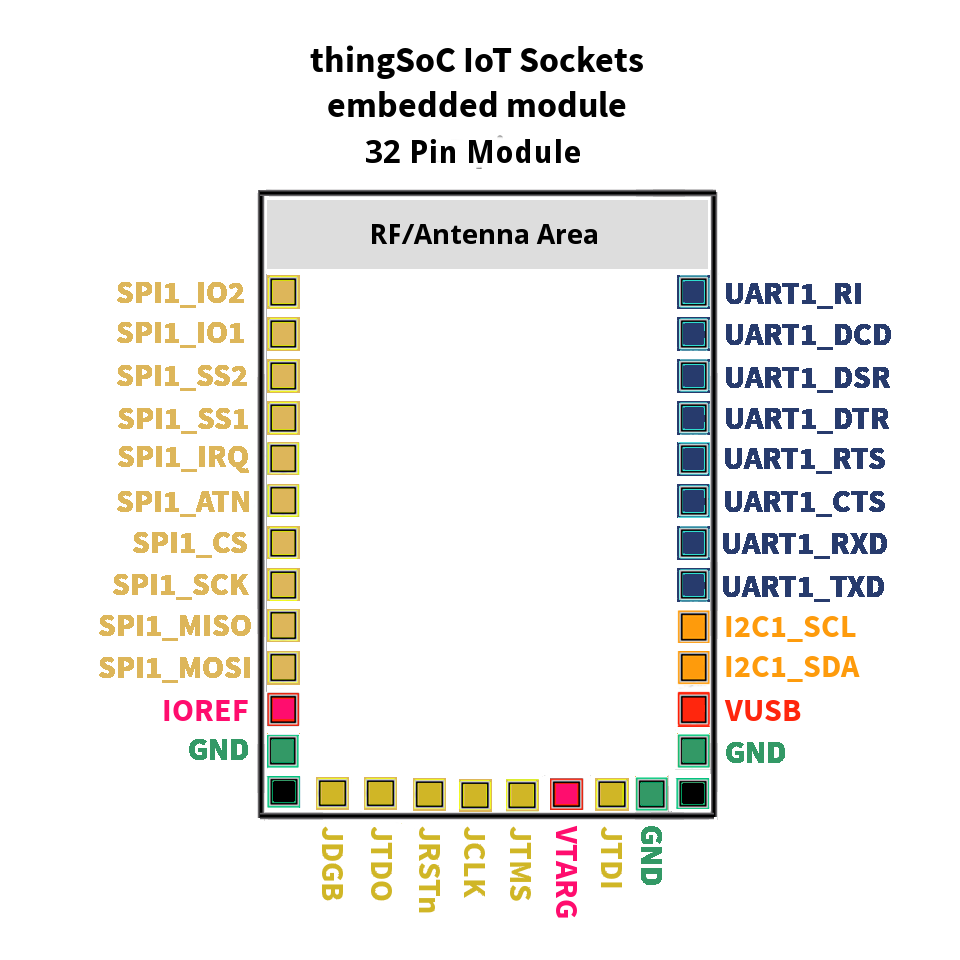 thingSoC IoT Sockets
embedded module
32 Pin Module
RF/Antenna Area
SPI1_IO2
SPI1_IO1
SPI1_SS2
SPI1_SS1
SPI1_IRQ
SPI1_ATN
SPI1_CS
SPI1_SCK
SPI1_MISO
SPI1_MOSI
IOREF
GND
UART1_RI
UART1_DCD
UART1_DSR
UART1_DTR
UART1_RTS
UART1_CTS
UART1_RXD
UART1_TXD
I2C1_SCL
I2C1_SDA
VUSB
GND
JDGB
JTDO
JRSTn
JCLK
JTMS
VTARG
JTDI
GND